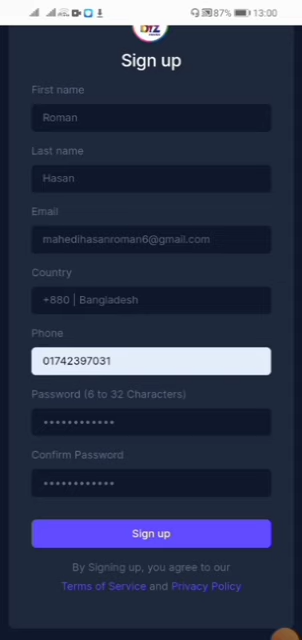 87% 13:00
DTZ
Sign up
First name
Roman
Last name
Hasan
Email
mahedihasanroman6@gmail.com
Country
+880 | Bangladesh
Phone
01742397031
Password (6 to 32 Characters)
••••••••••••
Confirm Password
••••••••••••
Sign up
By Signing up, you agree to our
Terms of Service and Privacy Policy